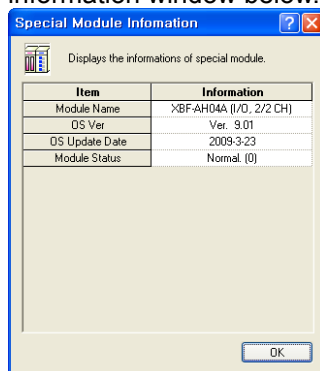 information window below.
Special Module Infomation
Displays the informations of special module.
Item Information
Module Name XBF-AH04A (I/O, 2/2 CH)
OS Ver Ver. 9.01
OS Update Date 2009-3-23
Module Status Normal. (0)
OK